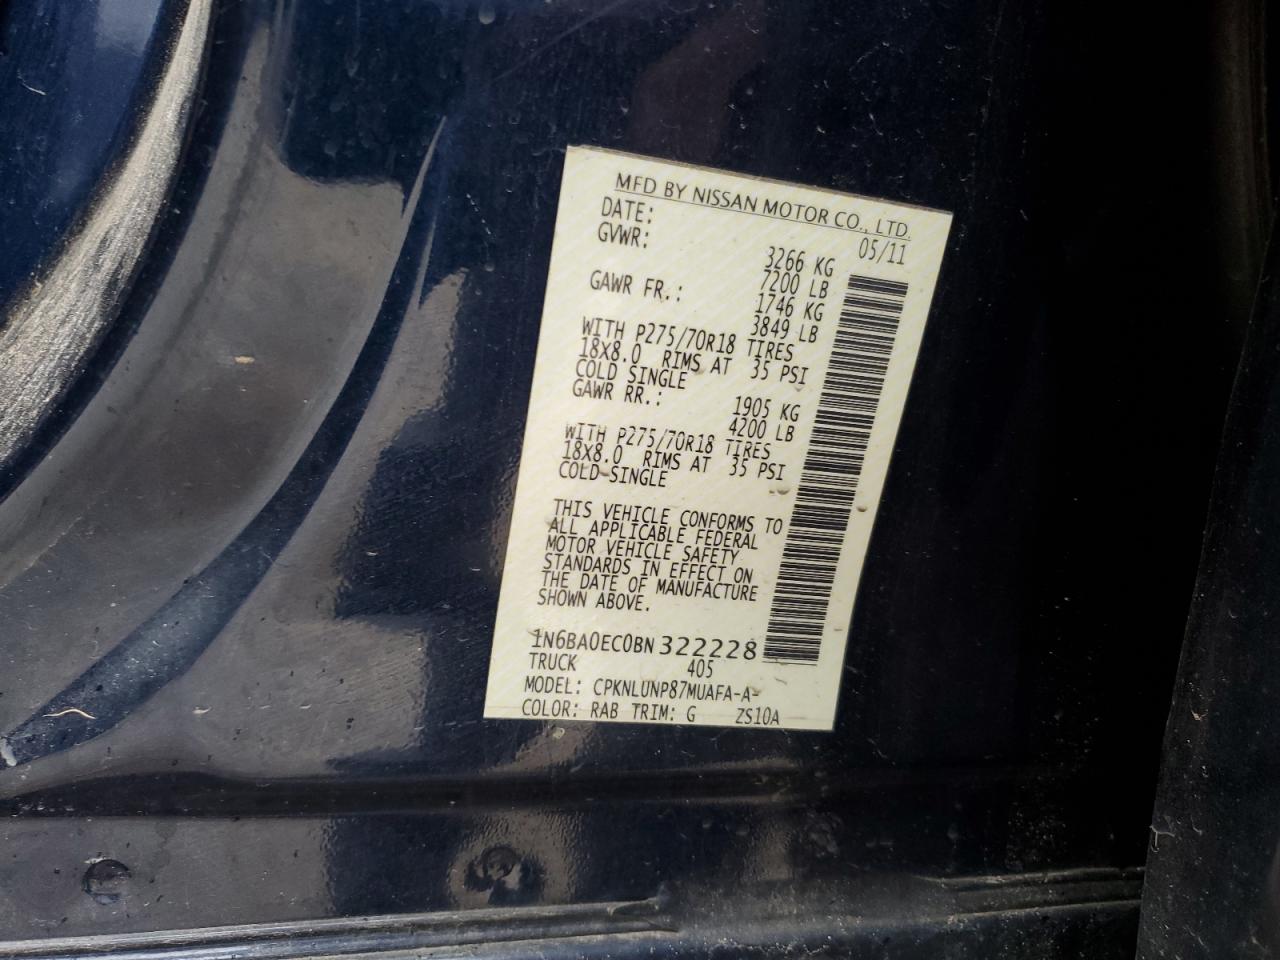 MFD BY NISSAN MOTOR CO., LTD.
DATE: 05/11
GVWR: 3266 KG
7200 LB
GAWR FR.: 1746 KG
3849 LB
WITH P275/70R18 TIRES
18X8.0 RIMS AT 35 PSI
COLD SINGLE
GAWR RR.: 1905 KG
4200 LB
WITH P275/70R18 TIRES
18X8.0 RIMS AT 35 PSI
COLD SINGLE
THIS VEHICLE CONFORMS TO
ALL APPLICABLE FEDERAL
MOTOR VEHICLE SAFETY
STANDARDS IN EFFECT ON
THE DATE OF MANUFACTURE
SHOWN ABOVE.
1N6BA0EC0BN322228
TRUCK 405
MODEL: CPKNLUNP87MUAFA-A-
COLOR: RAB TRIM: G ZS10A